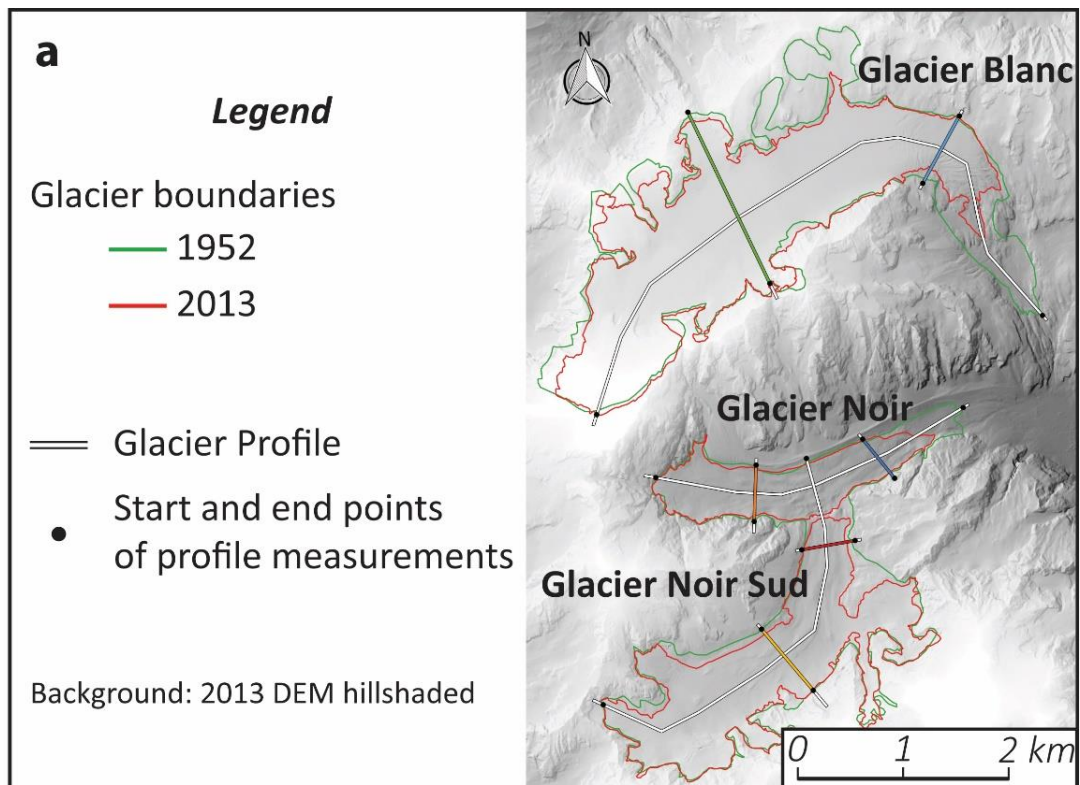 a
Legend
Glacier boundaries
1952
2013
Glacier Profile
Start and end points
of profile measurements
Background: 2013 DEM hillshaded
N
Glacier Blanc
Glacier Noir
Glacier Noir Sud
0 1 2 km